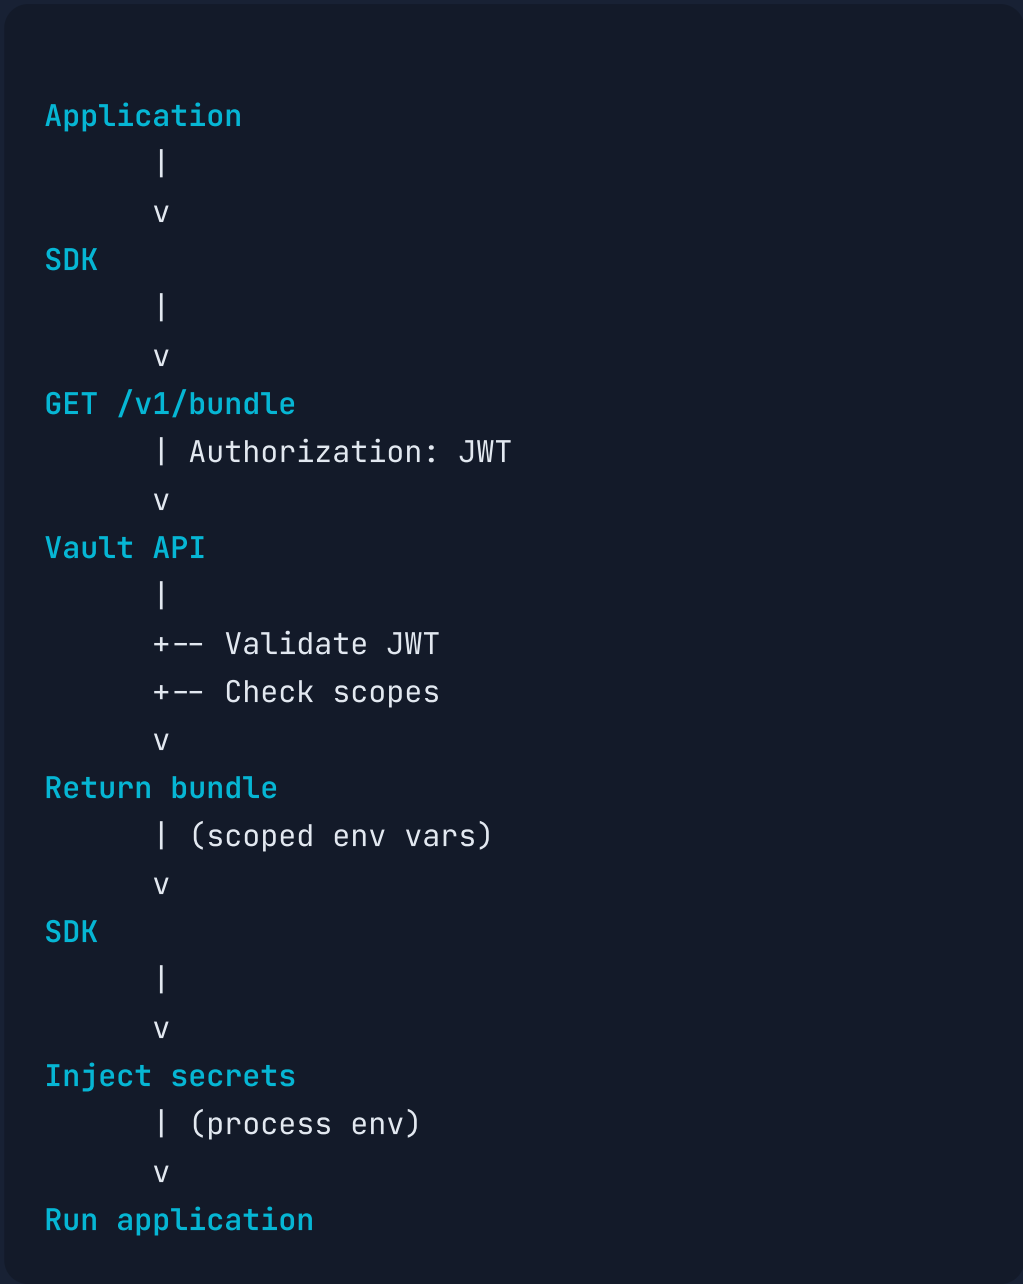 Application
|
v
SDK
|
v
GET /v1/bundle
| Authorization: JWT
v
Vault API
|
+-- Validate JWT
+-- Check scopes
v
Return bundle
| (scoped env vars)
v
SDK
|
v
Inject secrets
| (process env)
v
Run application